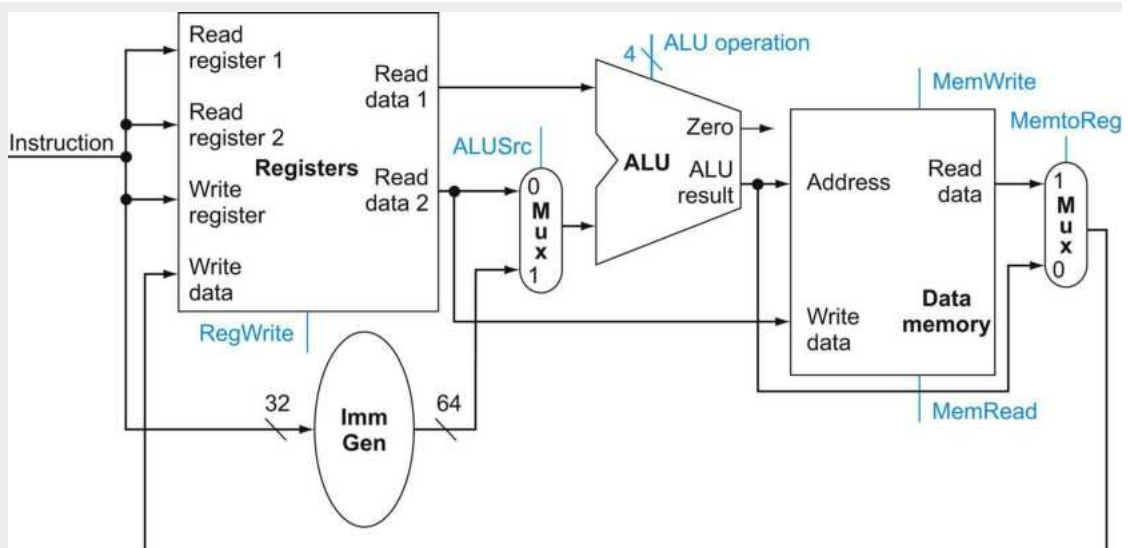 Instruction
Read
register 1
Read
register 2
Write
register
Write
data
Registers
Read
data 1
Read
data 2
RegWrite
32
Imm
Gen
64
ALUSrc
0
M
u
x
1
4
ALU operation
Zero
ALU
ALU
result
MemWrite
Address
Read
data
Write
data
Data
memory
MemRead
MemtoReg
1
M
u
x
0